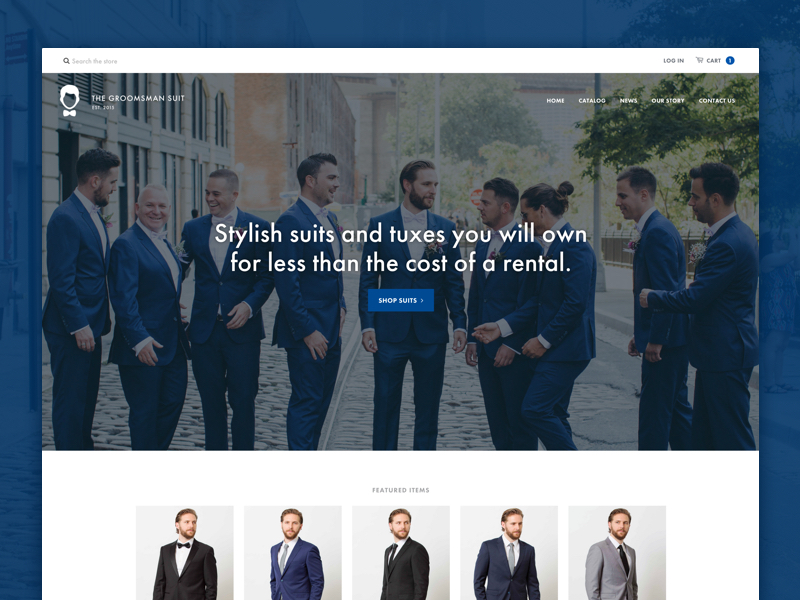 Search the store
LOG IN
CART
1
THE GROOMSMAN SUIT
EST. 2015
HOME
CATALOG
NEWS
OUR STORY
CONTACT US
Stylish suits and tuxes you will own
for less than the cost of a rental.
SHOP SUITS >
FEATURED ITEMS